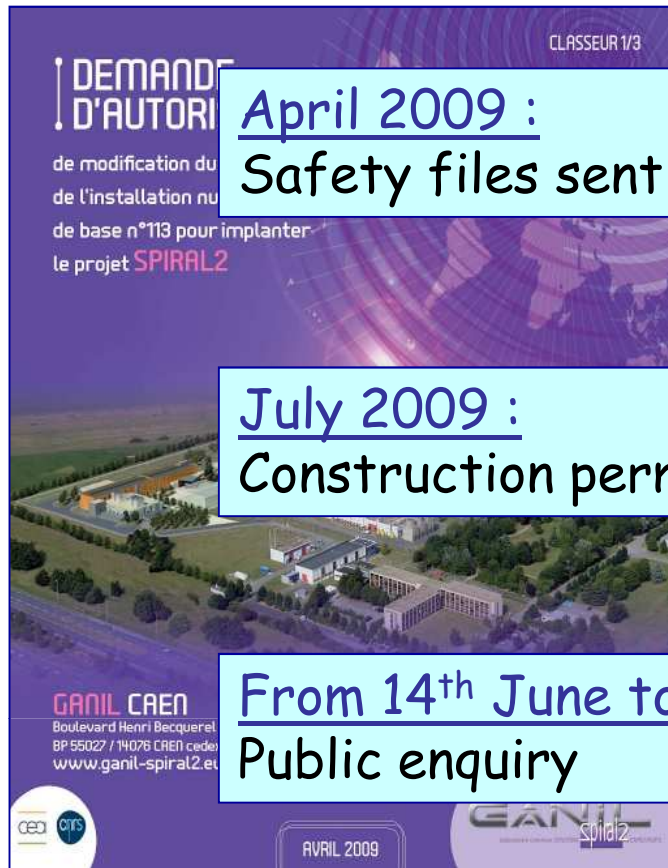 CLASSEUR 1/3
DEMANDE
D'AUTORI
de modification du
de l'installation nu
de base n°113 pour implanter
le projet SPIRAL2
April 2009 :
Safety files sent
July 2009 :
Construction perm
From 14th June to
Public enquiry
GANIL CAEN
Boulevard Henri Becquerel
BP 55027 / 14076 CAEN cedex
www.ganil-spiral2.eu
cea cnrs
AVRIL 2009
GANIL
spiral2